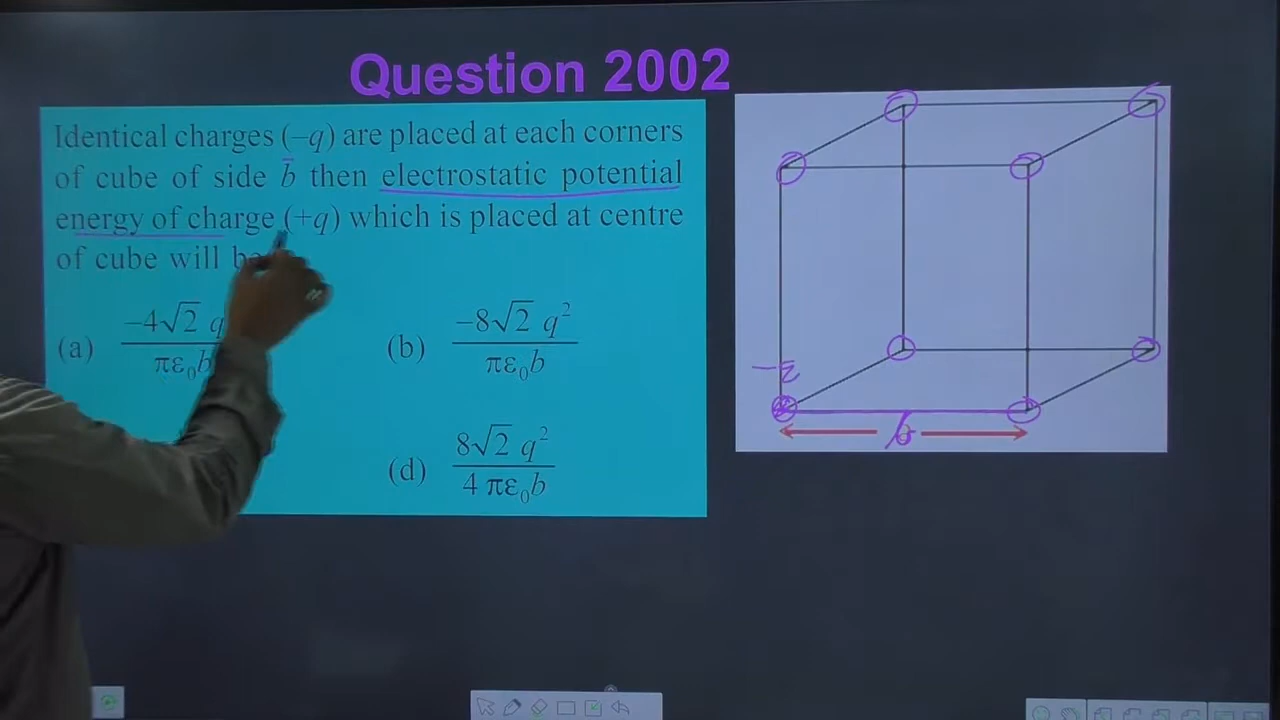 Question 2002
Identical charges (–q) are placed at each corners
of cube of side b then electrostatic potential
energy of charge (+q) which is placed at centre
of cube will
(a) –4√2 q / πε₀b
(b) –8√2 q² / πε₀b
(d) 8√2 q² / 4 πε₀b
–q
b